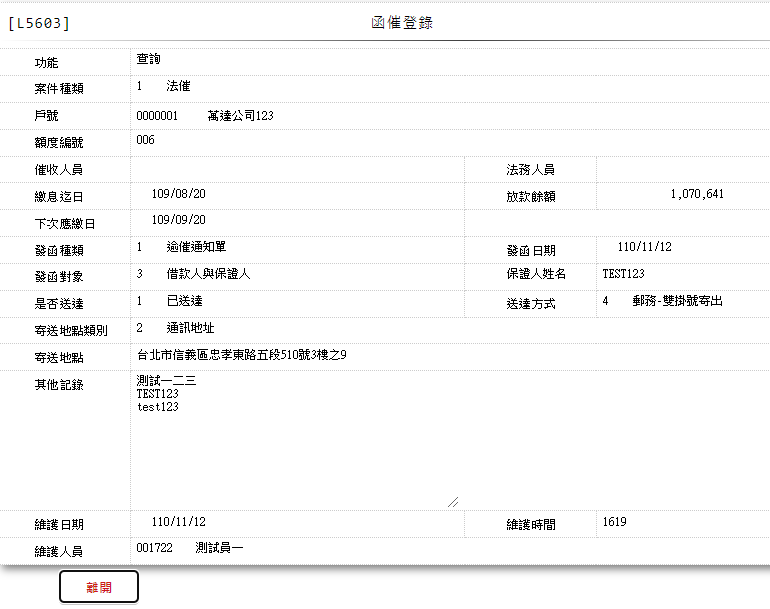 [L5603] 函催登錄
功能 查詢
案件種類 1 法催
戶號 0000001 萬達公司123
額度編號 006
催收人員 法務人員
繳息迄日 109/08/20 放款餘額 1,070,641
下次應繳日 109/09/20
發函種類 1 逾催通知單 發函日期 110/11/12
發函對象 3 借款人與保證人 保證人姓名 TEST123
是否送達 1 已送達 送達方式 4 郵務-雙掛號寄出
寄送地點類別 2 通訊地址
寄送地點 台北市信義區忠孝東路五段510號3樓之9
其他記錄 測試一二三
TEST123
test123
維護日期 110/11/12 維護時間 1619
維護人員 001722 測試員一
離開